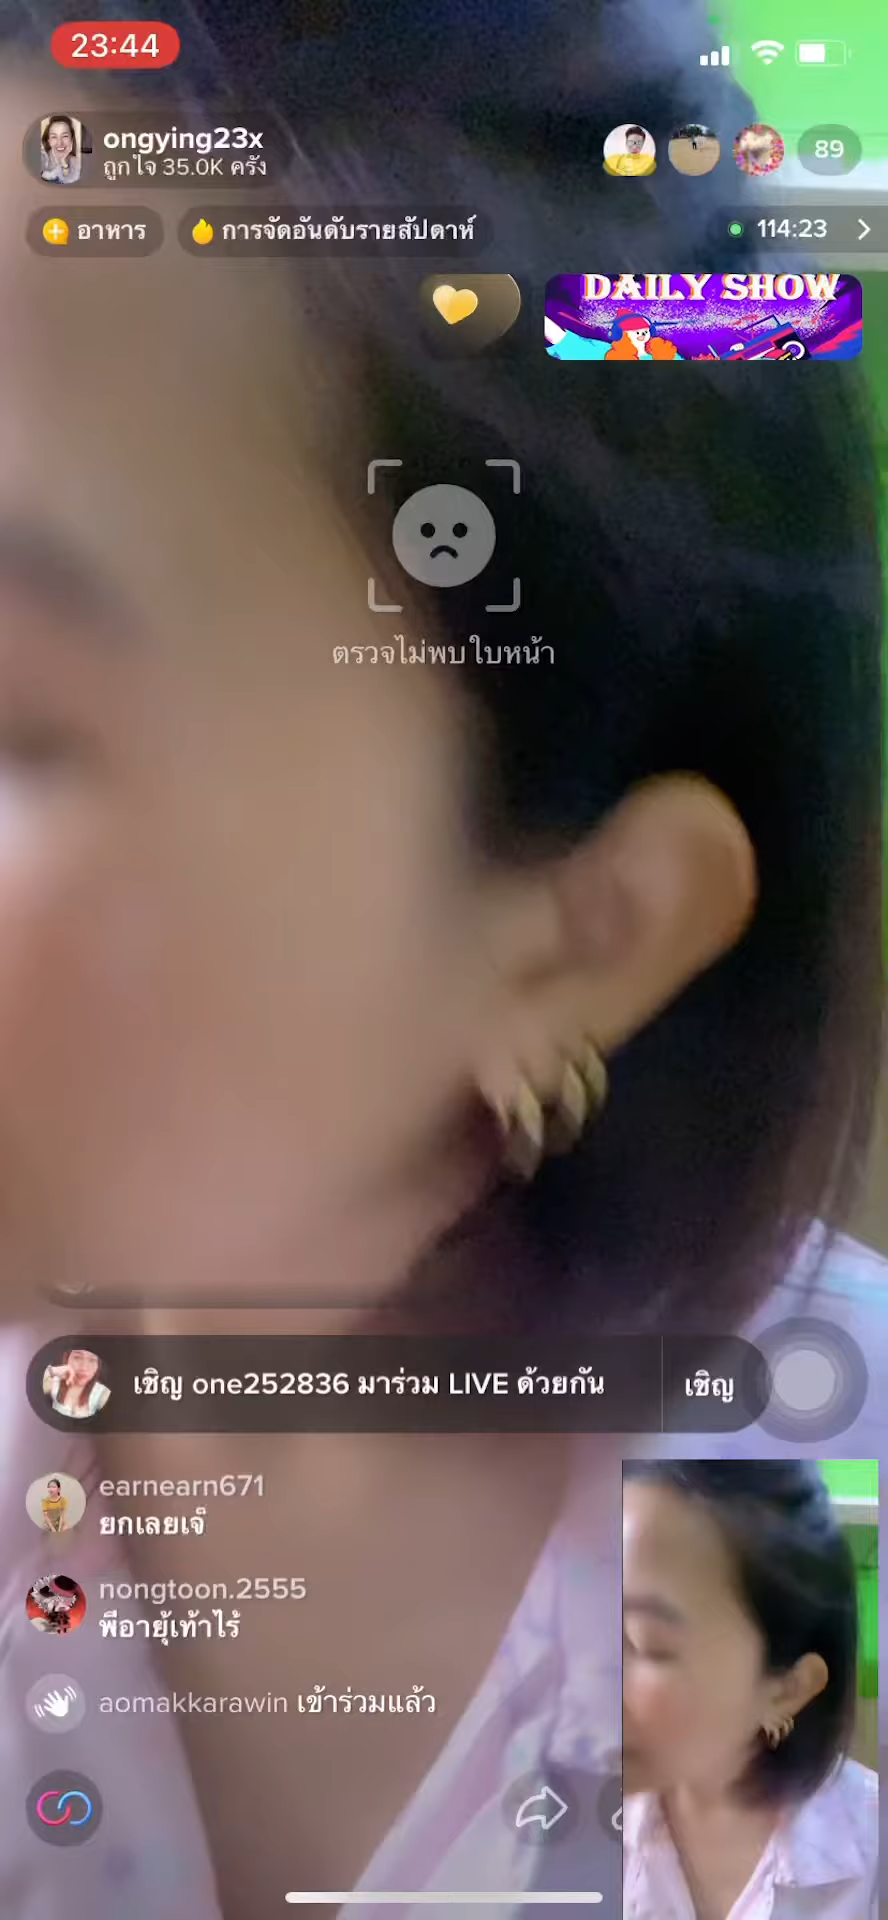 23:44
ongying23x
ถูกใจ 35.0K ครั้ง
89
อาหาร
การจัดอันดับรายสัปดาห์
114:23
DAILY SHOW
ตรวจไม่พบใบหน้า
เชิญ one252836 มาร่วม LIVE ด้วยกัน
เชิญ
earnearn671
ยกเลยเจ๊
nongtoon.2555
พีอายุ้เท้าไร้
aomakkarawin เข้าร่วมแล้ว